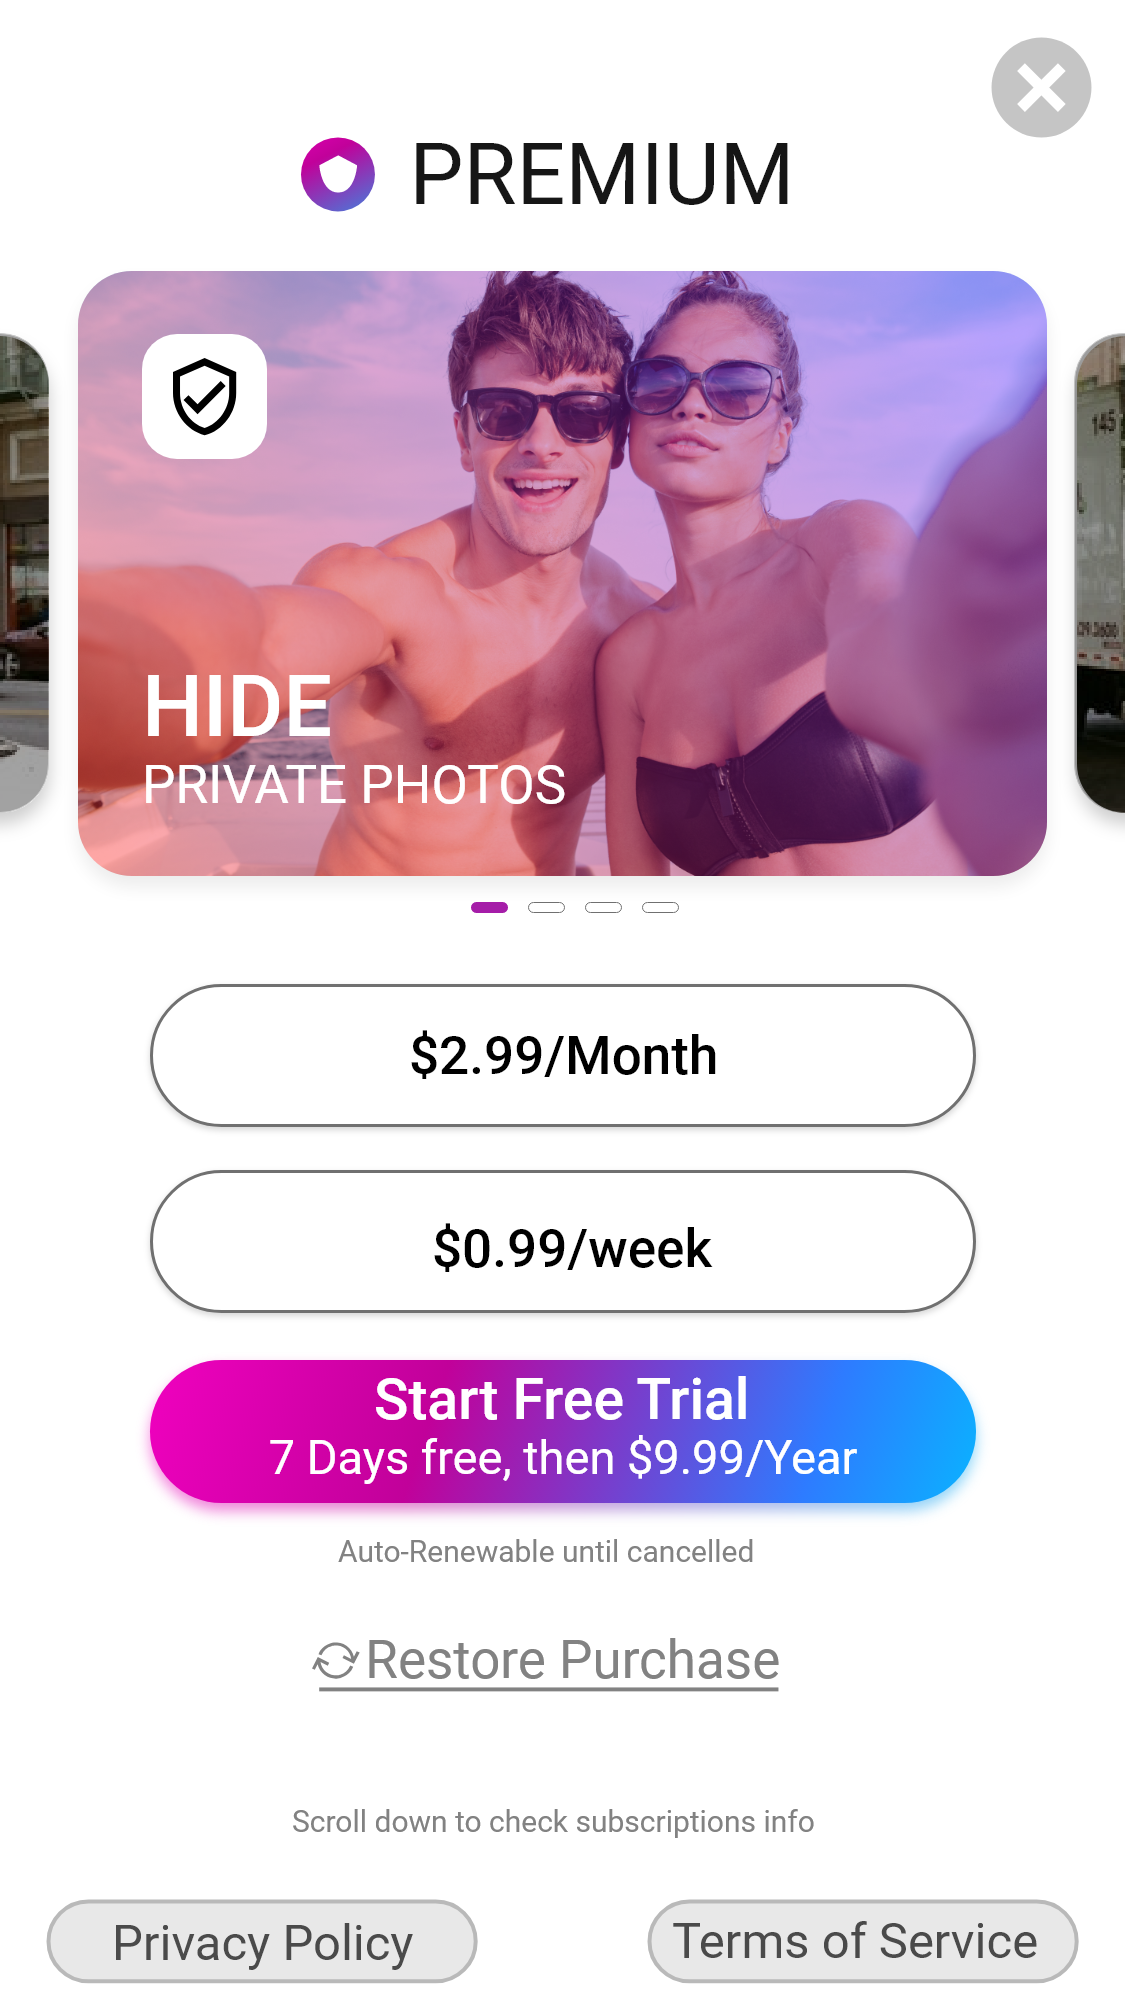 PREMIUM
145
HIDE
PRIVATE PHOTOS
$2.99/Month
$0.99/week
Start Free Trial
7 Days free, then $9.99/Year
Auto-Renewable until cancelled
Restore Purchase
Scroll down to check subscriptions info
Privacy Policy
Terms of Service